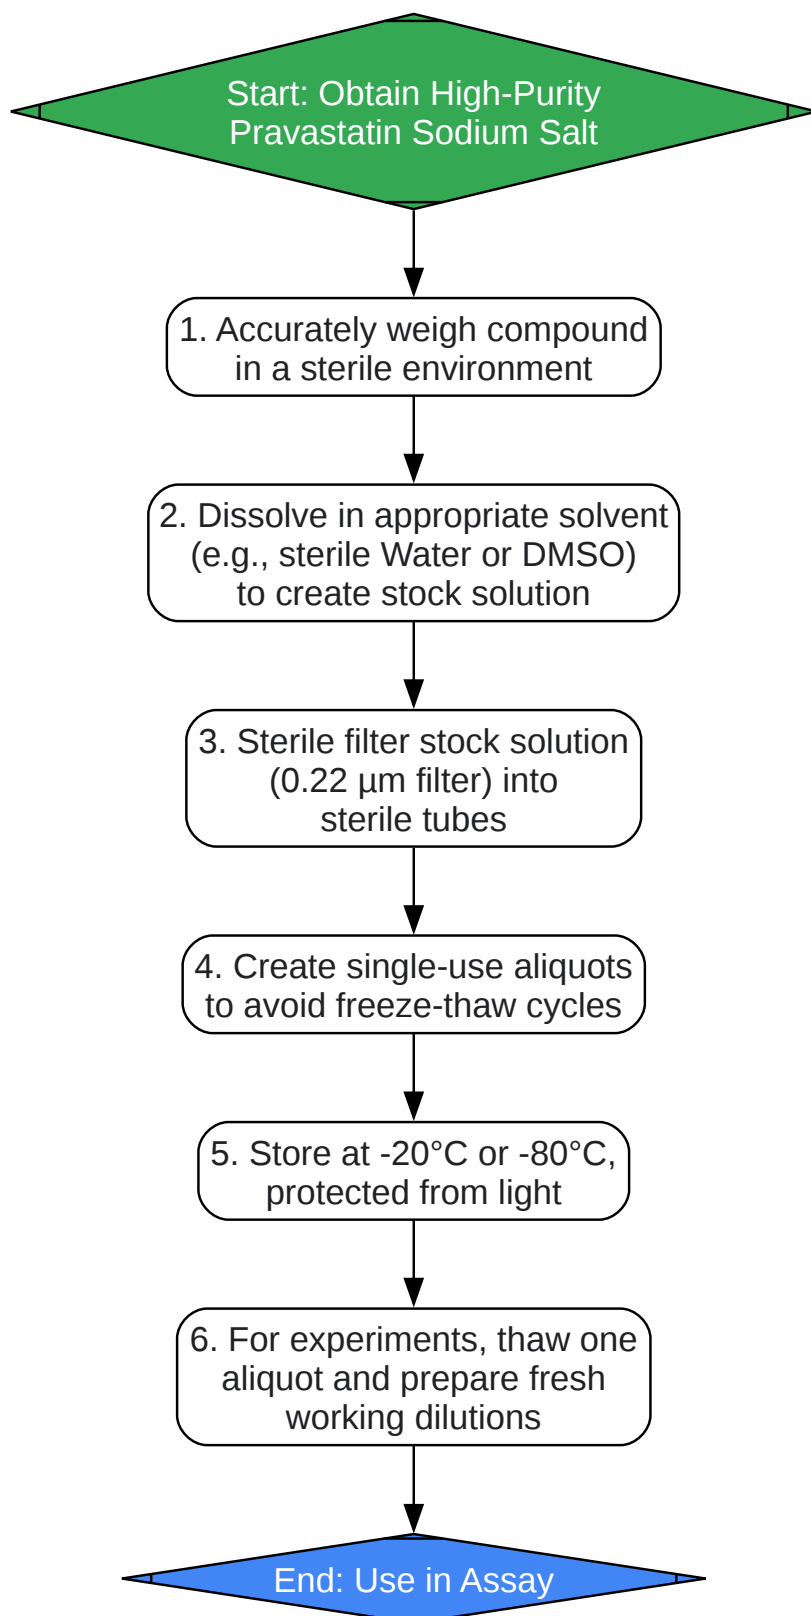 Start: Obtain High-Purity
Pravastatin Sodium Salt
1. Accurately weigh compound
in a sterile environment
2. Dissolve in appropriate solvent
(e.g., sterile Water or DMSO)
to create stock solution
3. Sterile filter stock solution
(0.22 µm filter) into
sterile tubes
4. Create single-use aliquots
to avoid freeze-thaw cycles
5. Store at -20°C or -80°C,
protected from light
6. For experiments, thaw one
aliquot and prepare fresh
working dilutions
End: Use in Assay